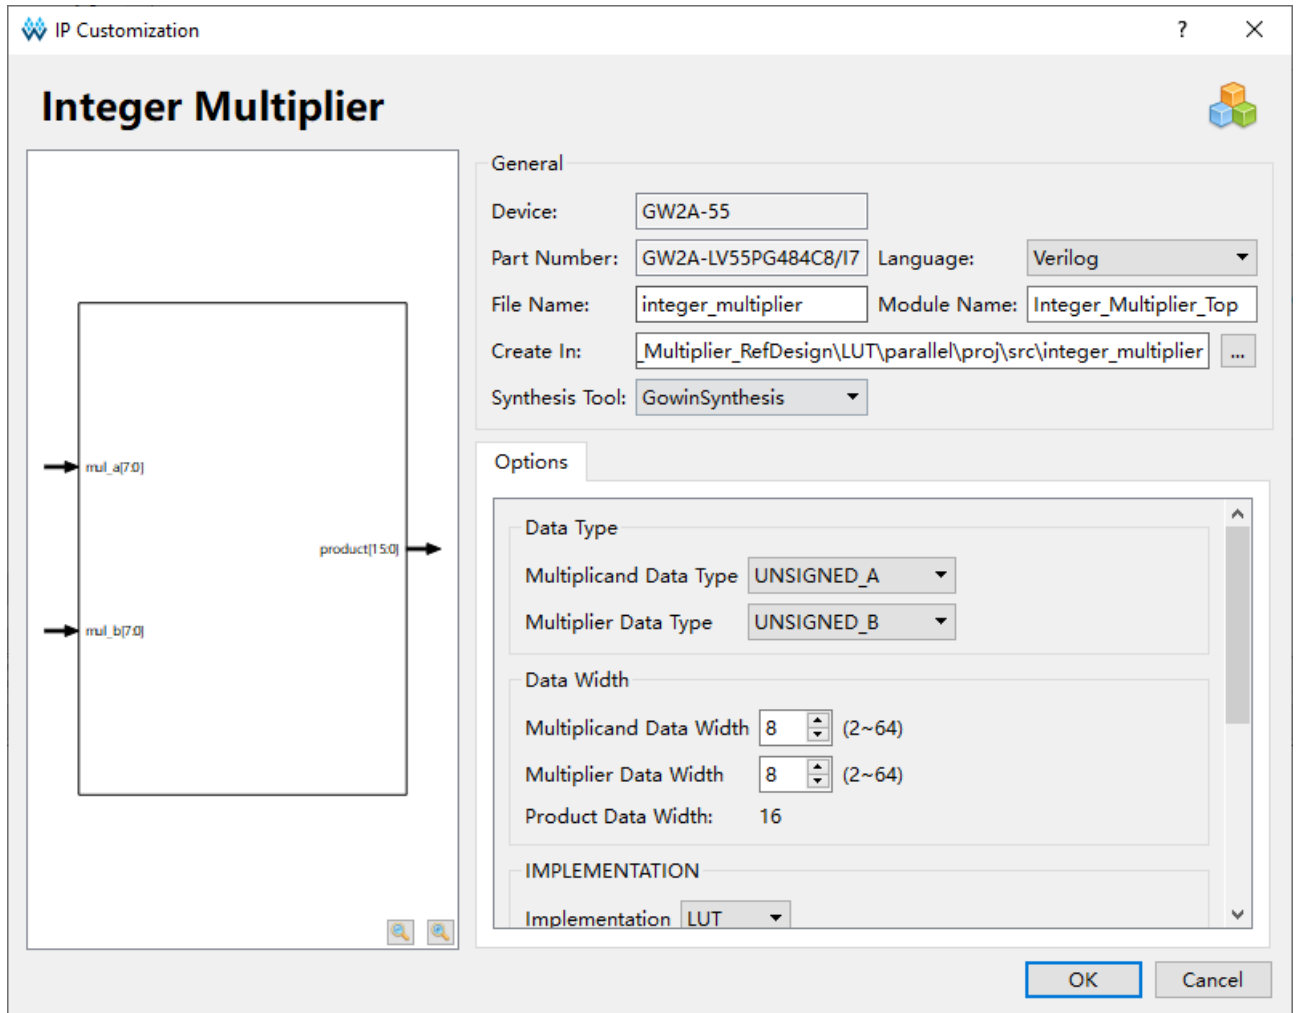 IP Customization ? ×
Integer Multiplier
mul_a[7:0]
product[15:0]
mul_b[7:0]
General
Device: GW2A-55
Part Number: GW2A-LV55PG484C8/I7 Language: Verilog
File Name: integer_multiplier Module Name: Integer_Multiplier_Top
Create In: _Multiplier_RefDesign\LUT\parallel\proj\src\integer_multiplier ...
Synthesis Tool: GowinSynthesis
Options
Data Type
Multiplicand Data Type UNSIGNED_A
Multiplier Data Type UNSIGNED_B
Data Width
Multiplicand Data Width 8 (2~64)
Multiplier Data Width 8 (2~64)
Product Data Width: 16
IMPLEMENTATION
Implementation LUT
OK Cancel